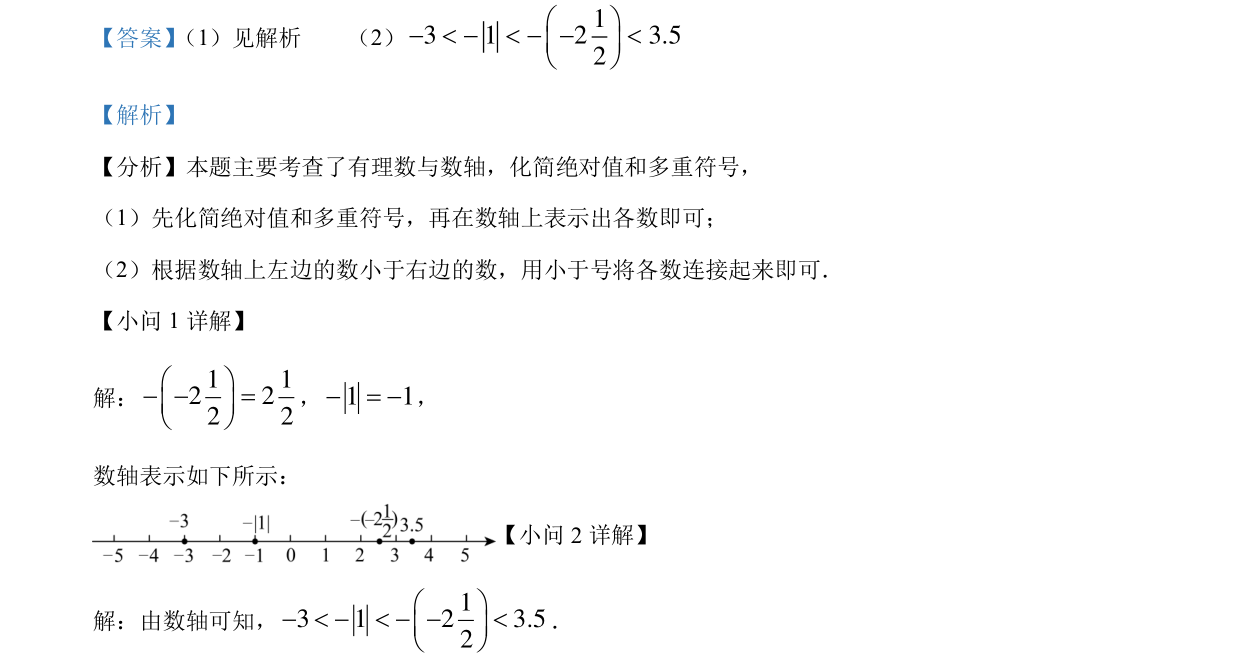 【答案】（1）见解析　　（2）−3 < −|1| < −(−2 1/2) < 3.5
【解析】
【分析】本题主要考查了有理数与数轴，化简绝对值和多重符号，
（1）先化简绝对值和多重符号，再在数轴上表示出各数即可；
（2）根据数轴上左边的数小于右边的数，用小于号将各数连接起来即可．
【小问 1 详解】
解：−(−2 1/2) = 2 1/2，−|1| = −1，
数轴表示如下所示：
−3 −|1| −(−2 1/2) 3.5
−5 −4 −3 −2 −1 0 1 2 3 4 5
【小问 2 详解】
解：由数轴可知，−3 < −|1| < −(−2 1/2) < 3.5．